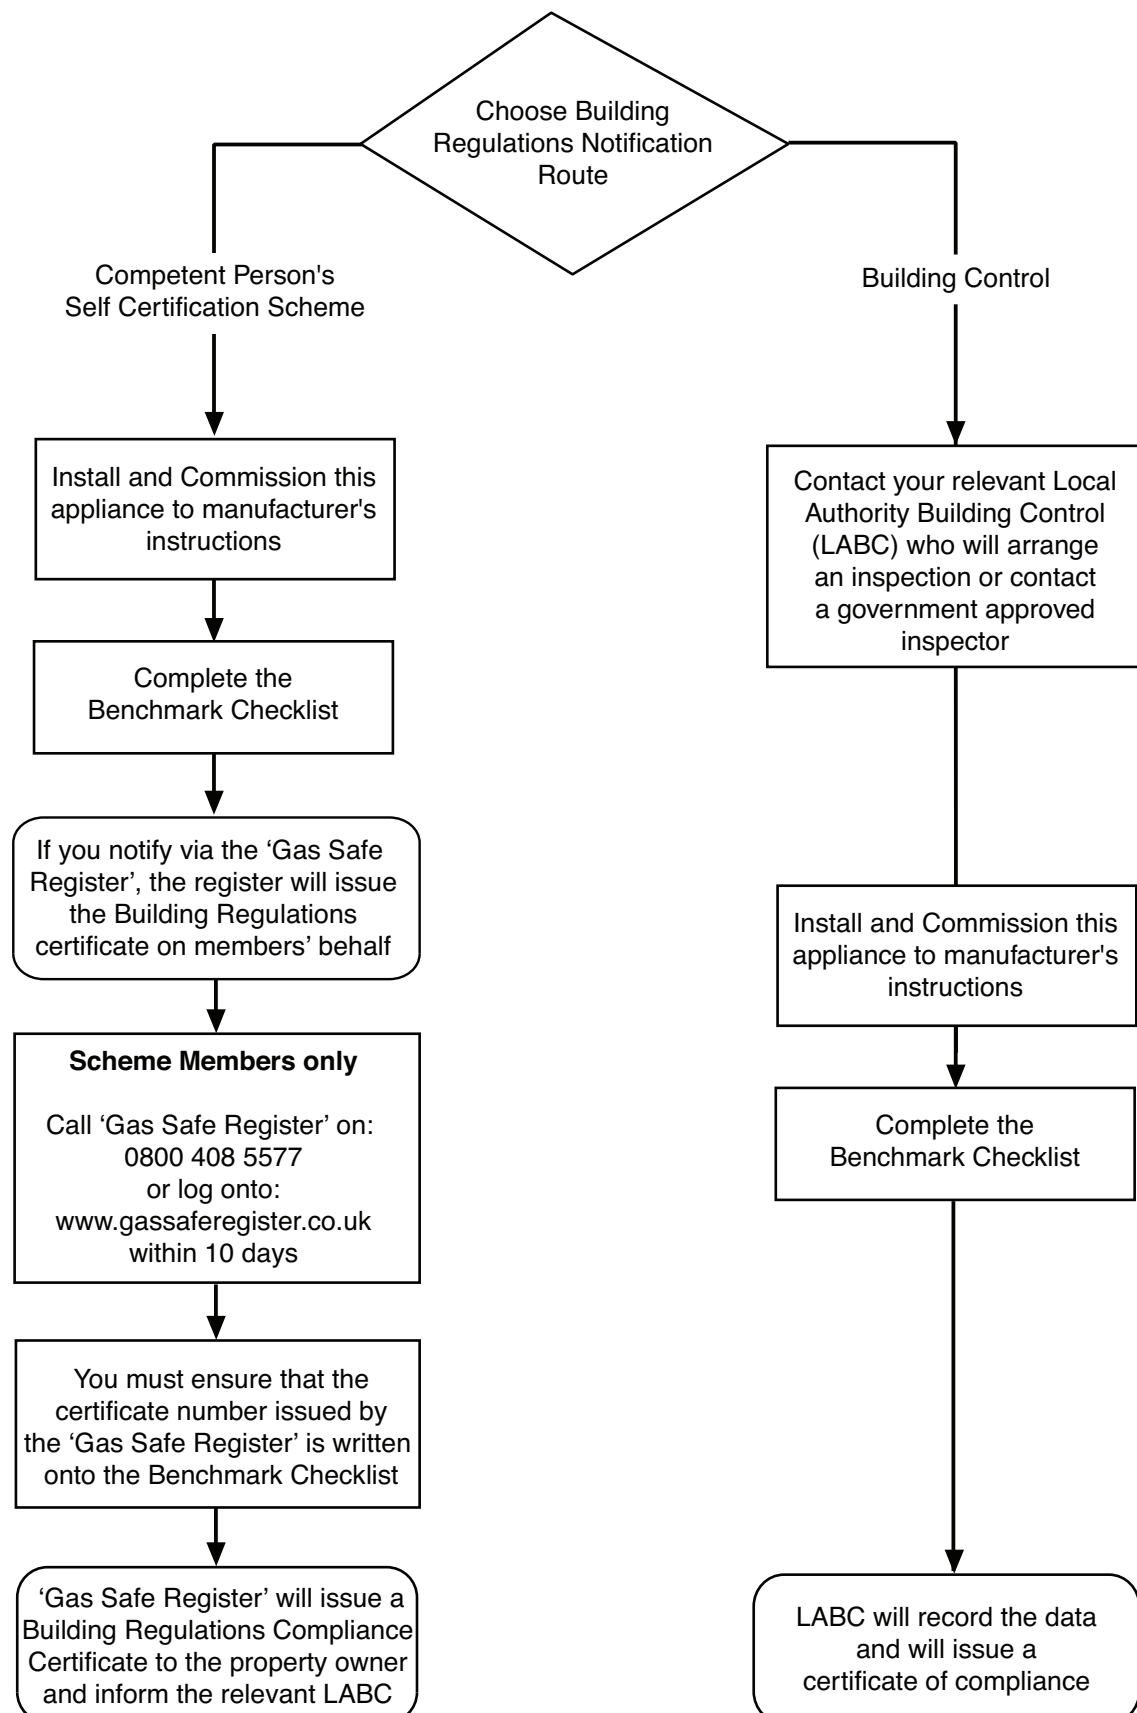 Choose Building
Regulations Notification
Route
Competent Person's
Self Certification Scheme
Install and Commission this
appliance to manufacturer's
instructions
Complete the
Benchmark Checklist
If you notify via the ‘Gas Safe
Register’, the register will issue
the Building Regulations
certificate on members’ behalf
Scheme Members only
Call ‘Gas Safe Register’ on:
0800 408 5577
or log onto:
www.gassaferegister.co.uk
within 10 days
You must ensure that the
certificate number issued by
the ‘Gas Safe Register’ is written
onto the Benchmark Checklist
‘Gas Safe Register’ will issue a
Building Regulations Compliance
Certificate to the property owner
and inform the relevant LABC
Building Control
Contact your relevant Local
Authority Building Control
(LABC) who will arrange
an inspection or contact
a government approved
inspector
Install and Commission this
appliance to manufacturer's
instructions
Complete the
Benchmark Checklist
LABC will record the data
and will issue a
certificate of compliance